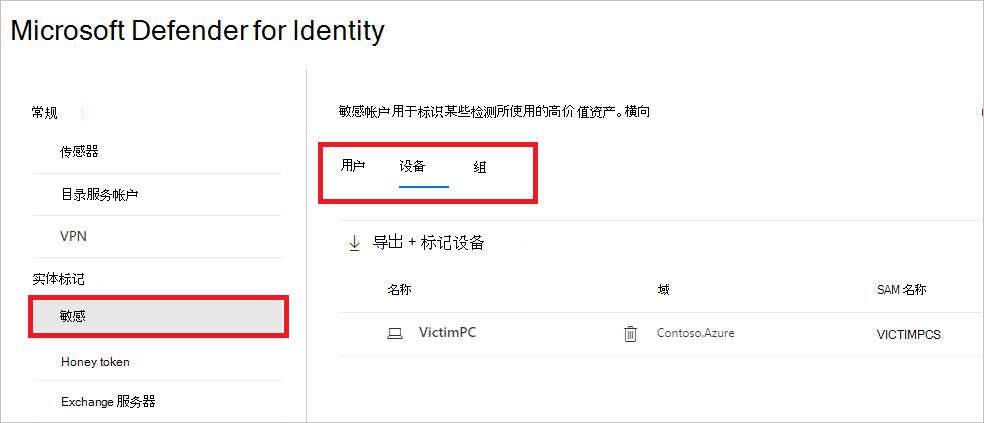 Microsoft Defender for Identity
常规
传感器
目录服务帐户
VPN
实体标记
敏感
Honey token
Exchange 服务器
敏感帐户用于标识某些检测所使用的高价值资产。横向
用户 设备 组
导出 + 标记设备
名称 域 SAM 名称
VictimPC Contoso.Azure VICTIMPCS